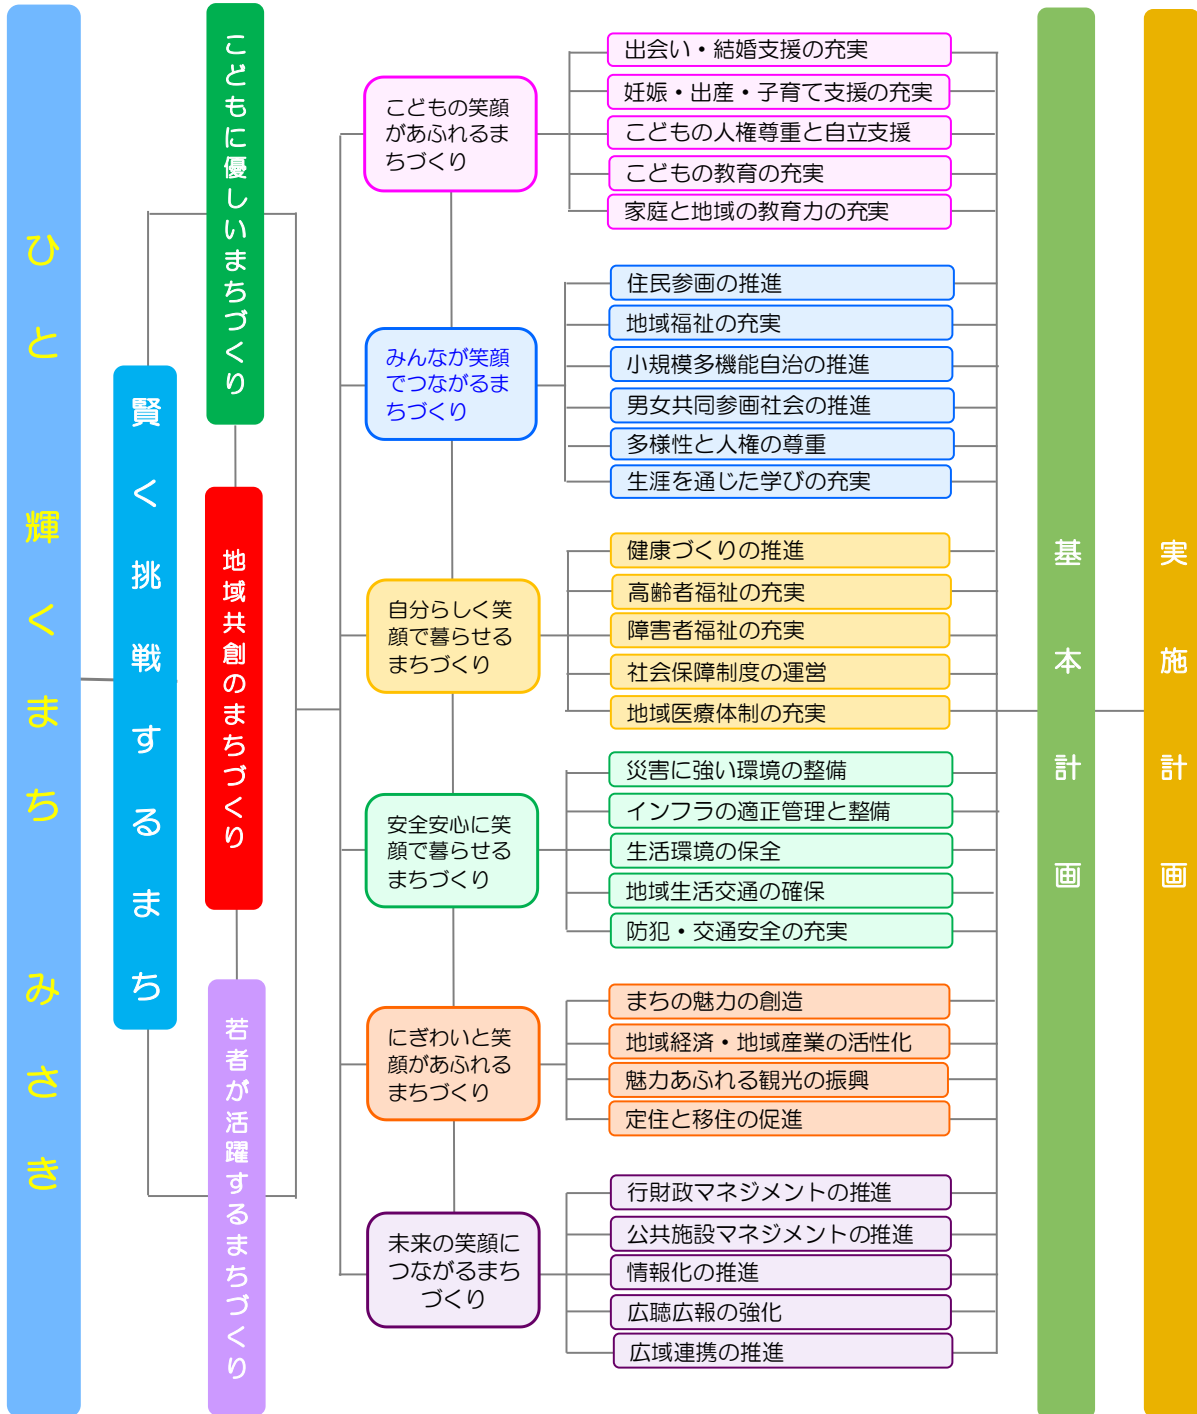 ひと 輝くまち みさき
賢く挑戦するまち
こどもに優しいまちづくり
地域共創のまちづくり
若者が活躍するまちづくり
こどもの笑顔
があふれるま
ちづくり
出会い・結婚支援の充実
妊娠・出産・子育て支援の充実
こどもの人権尊重と自立支援
こどもの教育の充実
家庭と地域の教育力の充実
みんなが笑顔
でつながるま
ちづくり
住民参画の推進
地域福祉の充実
小規模多機能自治の推進
男女共同参画社会の推進
多様性と人権の尊重
生涯を通じた学びの充実
自分らしく笑
顔で暮らせる
まちづくり
健康づくりの推進
高齢者福祉の充実
障害者福祉の充実
社会保障制度の運営
地域医療体制の充実
安全安心に笑
顔で暮らせる
まちづくり
災害に強い環境の整備
インフラの適正管理と整備
生活環境の保全
地域生活交通の確保
防犯・交通安全の充実
にぎわいと笑
顔があふれる
まちづくり
まちの魅力の創造
地域経済・地域産業の活性化
魅力あふれる観光の振興
定住と移住の促進
未来の笑顔に
つながるまち
づくり
行財政マネジメントの推進
公共施設マネジメントの推進
情報化の推進
広聴広報の強化
広域連携の推進
基本計画
実施計画